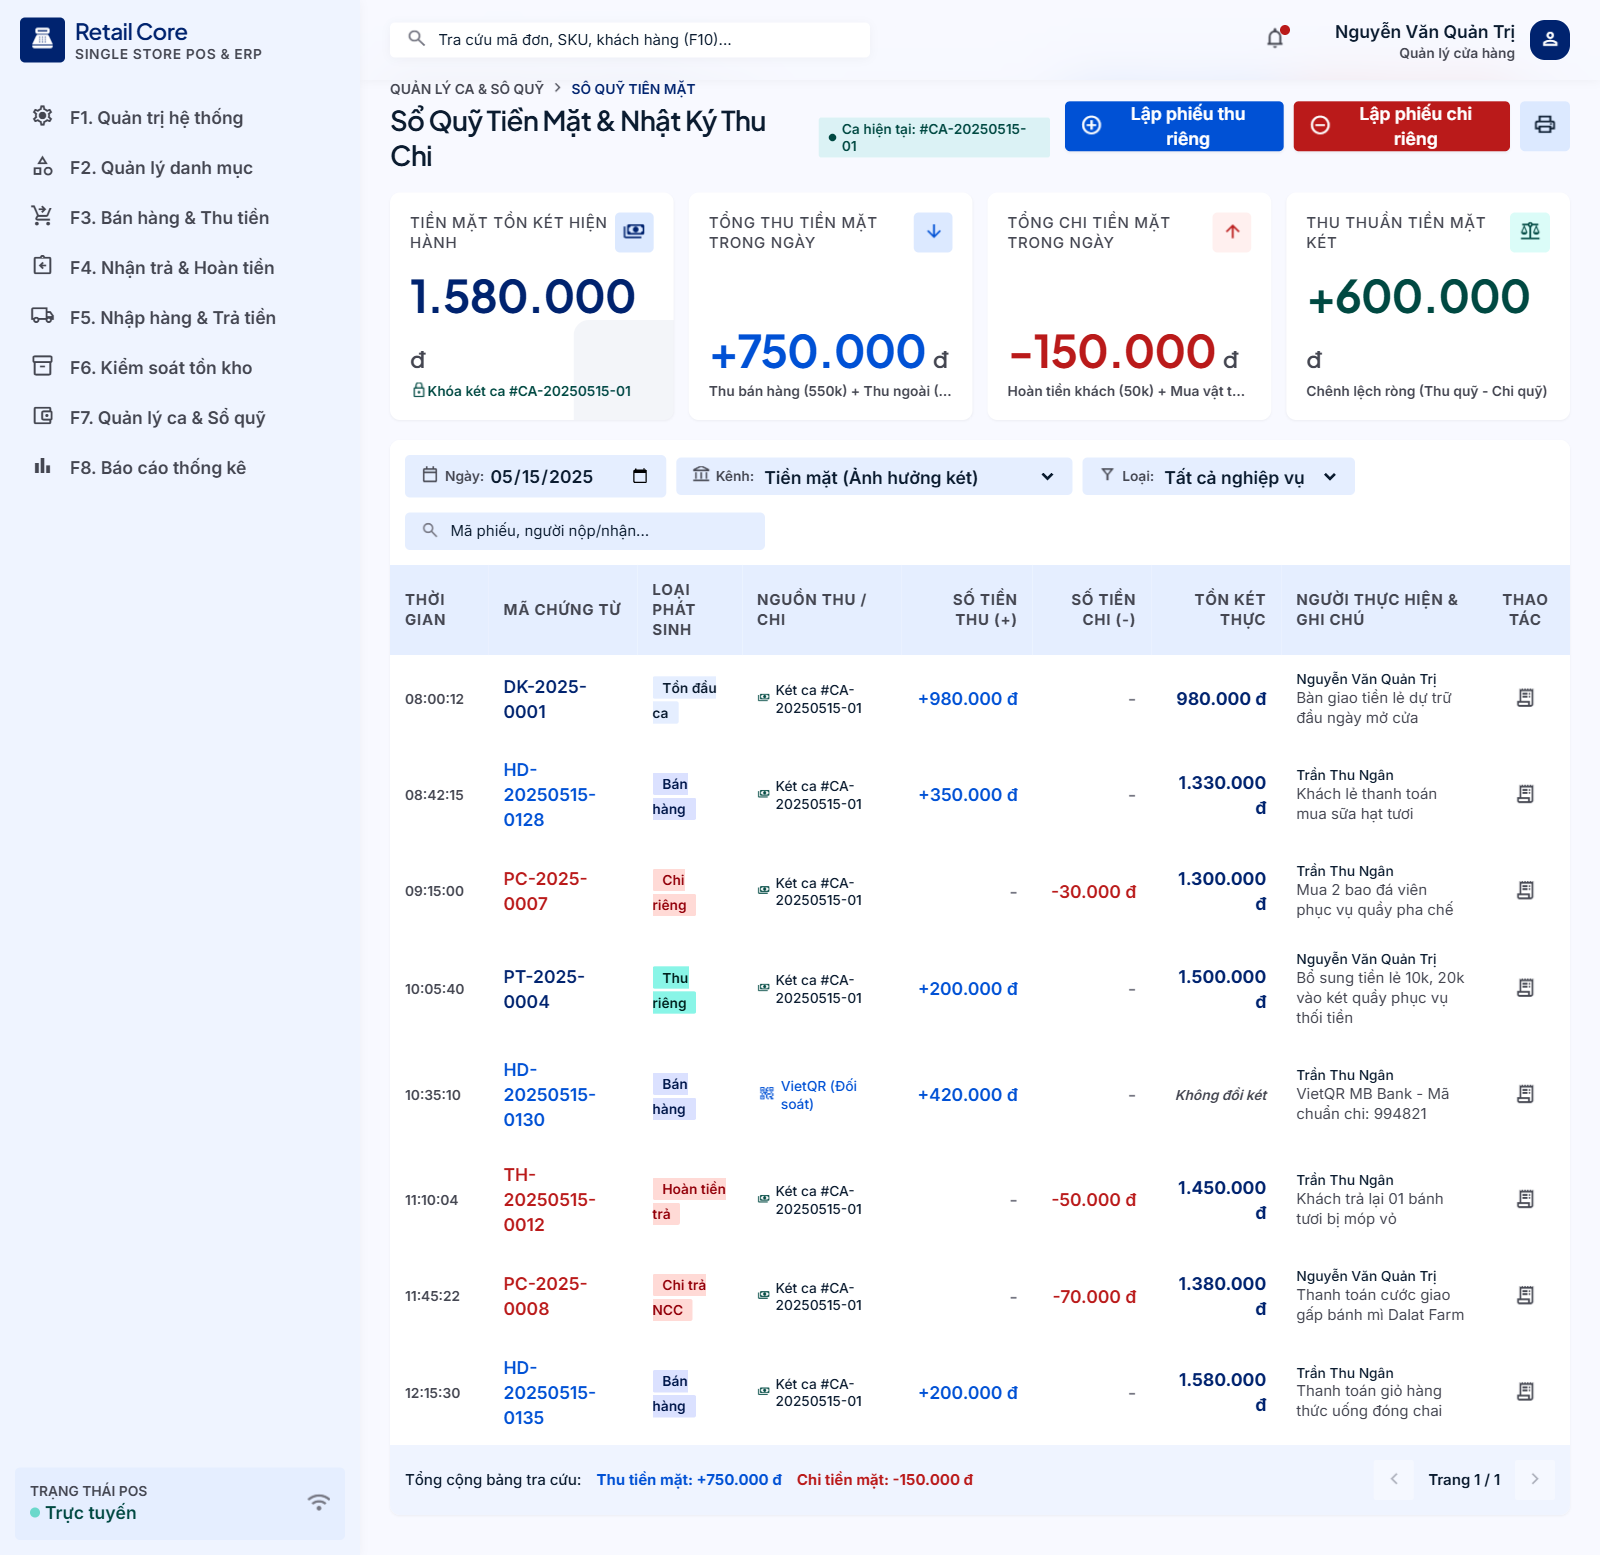 Retail Core
SINGLE STORE POS & ERP
F1. Quản trị hệ thống
F2. Quản lý danh mục
F3. Bán hàng & Thu tiền
F4. Nhận trả & Hoàn tiền
F5. Nhập hàng & Trả tiền
F6. Kiểm soát tồn kho
F7. Quản lý ca & Sổ quỹ
F8. Báo cáo thống kê
TRẠNG THÁI POS
Trực tuyến
Tra cứu mã đơn, SKU, khách hàng (F10)...
Nguyễn Văn Quản Trị
Quản lý cửa hàng
QUẢN LÝ CA & SỔ QUỸ > SỔ QUỸ TIỀN MẶT
Sổ Quỹ Tiền Mặt & Nhật Ký Thu
Chi
Ca hiện tại: #CA-20250515-
01
Lập phiếu thu
riêng
Lập phiếu chi
riêng
TIỀN MẶT TỒN KÉT HIỆN
HÀNH
1.580.000
đ
Khóa két ca #CA-20250515-01
TỔNG THU TIỀN MẶT
TRONG NGÀY
+750.000 đ
Thu bán hàng (550k) + Thu ngoài (...
TỔNG CHI TIỀN MẶT
TRONG NGÀY
-150.000 đ
Hoàn tiền khách (50k) + Mua vật t...
THU THUẦN TIỀN MẶT
KÉT
+600.000
đ
Chênh lệch ròng (Thu quỹ - Chi quỹ)
Ngày: 05/15/2025
Kênh: Tiền mặt (Ảnh hưởng két)
Loại: Tất cả nghiệp vụ
Mã phiếu, người nộp/nhận...
THỜI
GIAN
MÃ CHỨNG TỪ
LOẠI
PHÁT
SINH
NGUỒN THU /
CHI
SỐ TIỀN
THU (+)
SỐ TIỀN
CHI (-)
TỒN KÉT
THỰC
NGƯỜI THỰC HIỆN &
GHI CHÚ
THAO
TÁC
08:00:12
DK-2025-
0001
Tồn đầu
ca
Két ca #CA-
20250515-01
+980.000 đ
-
980.000 đ
Nguyễn Văn Quản Trị
Bàn giao tiền lẻ dự trữ
đầu ngày mở cửa
08:42:15
HD-
20250515-
0128
Bán
hàng
Két ca #CA-
20250515-01
+350.000 đ
-
1.330.000
đ
Trần Thu Ngân
Khách lẻ thanh toán
mua sữa hạt tươi
09:15:00
PC-2025-
0007
Chi
riêng
Két ca #CA-
20250515-01
-
-30.000 đ
1.300.000
đ
Trần Thu Ngân
Mua 2 bao đá viên
phục vụ quầy pha chế
10:05:40
PT-2025-
0004
Thu
riêng
Két ca #CA-
20250515-01
+200.000 đ
-
1.500.000
đ
Nguyễn Văn Quản Trị
Bổ sung tiền lẻ 10k, 20k
vào két quầy phục vụ
thối tiền
10:35:10
HD-
20250515-
0130
Bán
hàng
VietQR (Đối
soát)
+420.000 đ
-
Không đổi két
Trần Thu Ngân
VietQR MB Bank - Mã
chuẩn chi: 994821
11:10:04
TH-
20250515-
0012
Hoàn tiền
trả
Két ca #CA-
20250515-01
-
-50.000 đ
1.450.000
đ
Trần Thu Ngân
Khách trả lại 01 bánh
tươi bị móp vỏ
11:45:22
PC-2025-
0008
Chi trả
NCC
Két ca #CA-
20250515-01
-
-70.000 đ
1.380.000
đ
Nguyễn Văn Quản Trị
Thanh toán cước giao
gấp bánh mì Dalat Farm
12:15:30
HD-
20250515-
0135
Bán
hàng
Két ca #CA-
20250515-01
+200.000 đ
-
1.580.000
đ
Trần Thu Ngân
Thanh toán giỏ hàng
thức uống đóng chai
Tổng cộng bảng tra cứu: Thu tiền mặt: +750.000 đ Chi tiền mặt: -150.000 đ
Trang 1 / 1